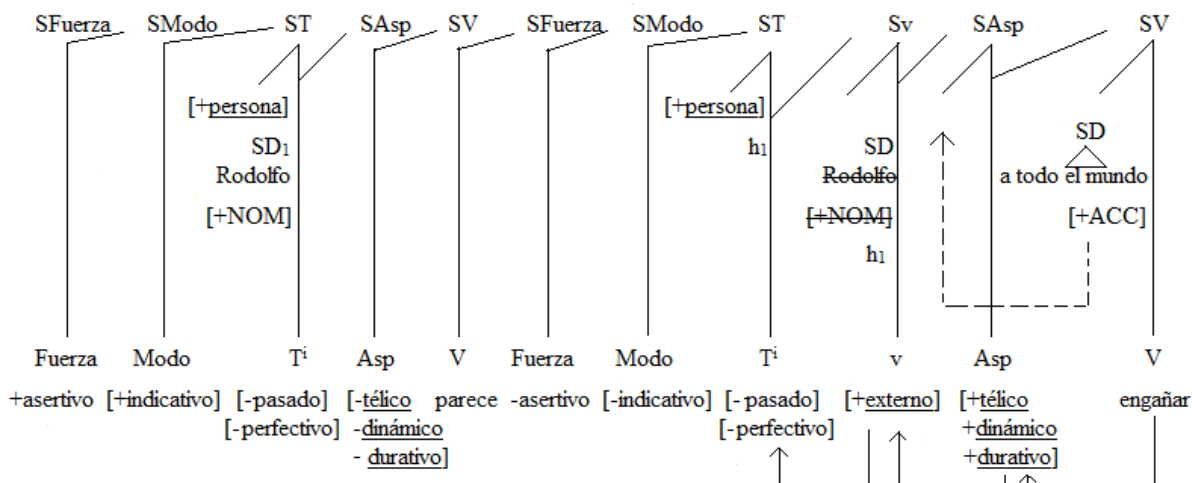 SFuerza SModo ST SAsp SV SFuerza SModo ST Sv SAsp SV
[+persona] [+persona]
SD1 h1 SD SD
Rodolfo Rodolfo a todo el mundo
[+NOM] [+NOM] [+ACC]
h1
Fuerza Modo Tⁱ Asp V Fuerza Modo Tⁱ v Asp V
+asertivo [+indicativo] [-pasado] [-télico parece -asertivo [-indicativo] [-pasado] [+externo] [+télico engañar
[-perfectivo] -dinámico [-perfectivo] +dinámico
- durativo] +durativo]